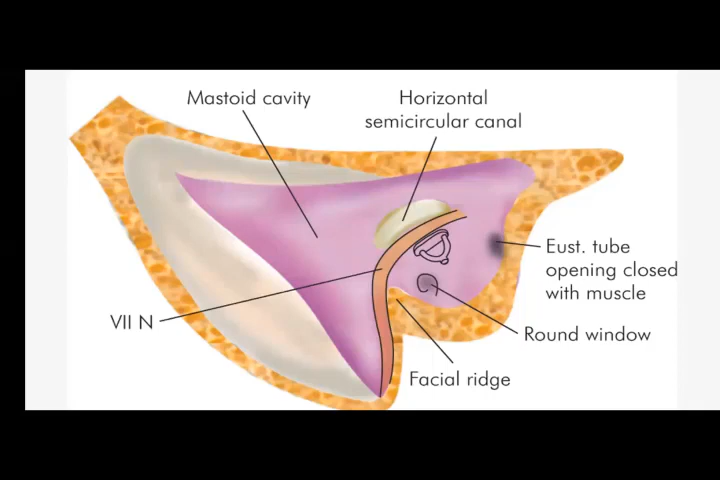 Mastoid cavity
Horizontal
semicircular canal
Eust. tube
opening closed
with muscle
VII N
Round window
Facial ridge